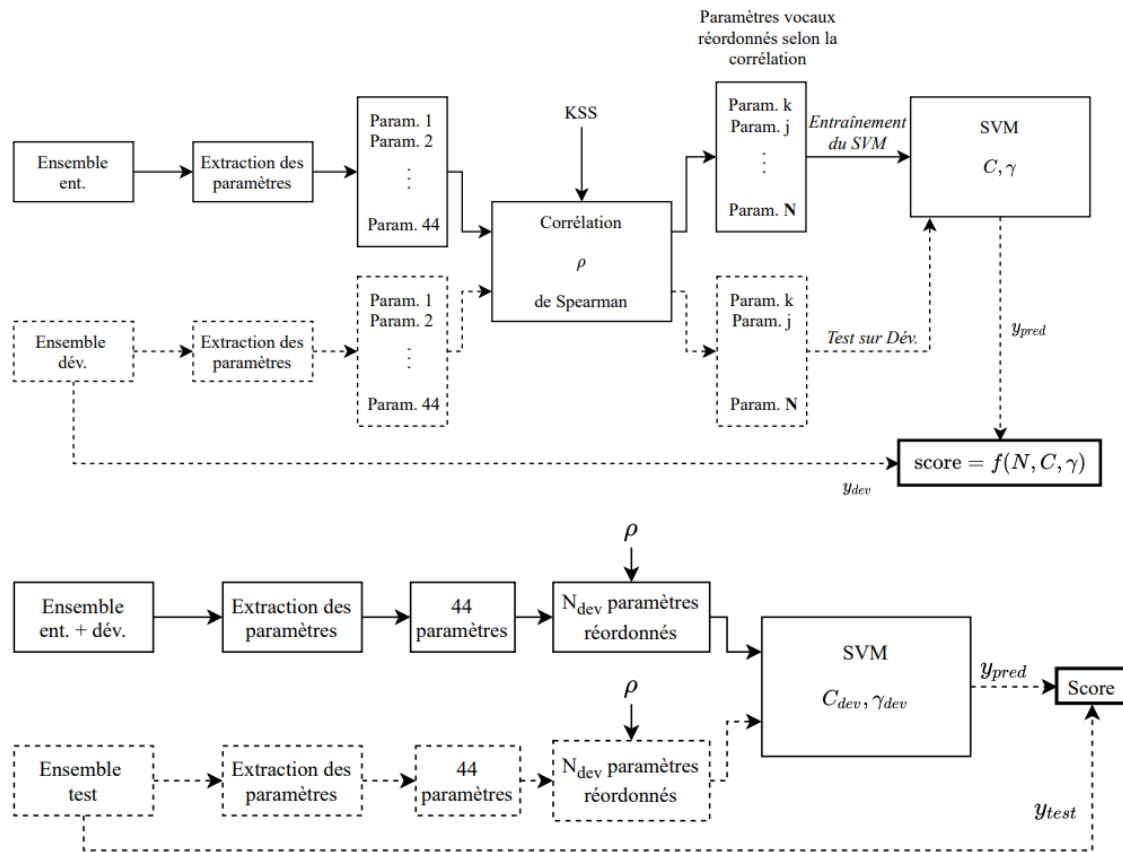 Paramètres vocaux
réordonnés selon la
corrélation
Ensemble
ent.
Extraction des
paramètres
Param. 1
Param. 2
⋮
Param. 44
KSS
Corrélation
ρ
de Spearman
Param. k
Param. j
⋮
Param. N
Entraînement
du SVM
SVM
C, γ
Ensemble
dév.
Extraction des
paramètres
Param. 1
Param. 2
⋮
Param. 44
Param. k
Param. j
⋮
Param. N
Test sur Dév.
y_pred
y_dev
score = f(N, C, γ)
Ensemble
ent. + dév.
Extraction des
paramètres
44
paramètres
ρ
N_dev paramètres
réordonnés
SVM
C_dev, γ_dev
y_pred
Score
Ensemble
test
Extraction des
paramètres
44
paramètres
ρ
N_dev paramètres
réordonnés
y_test